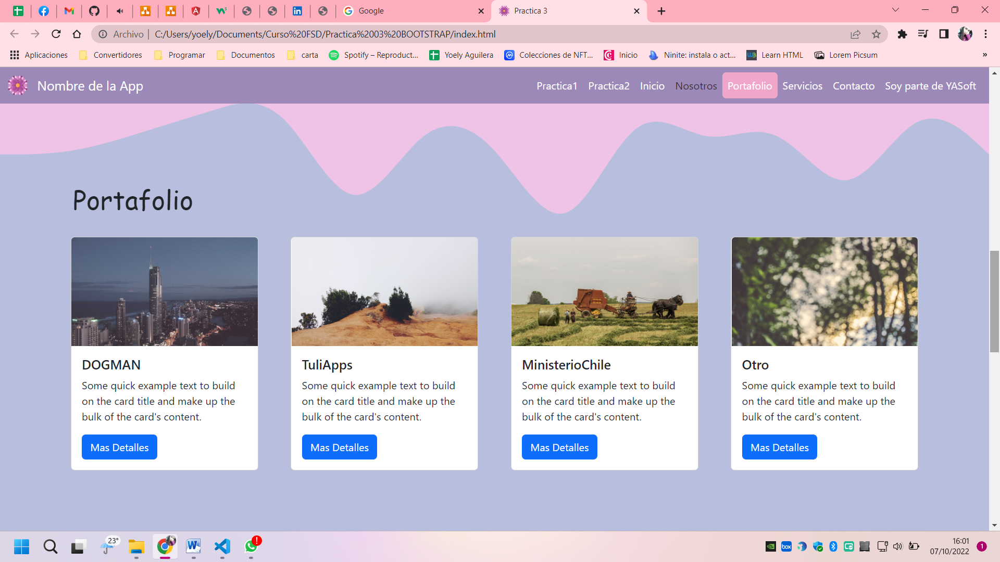 Google
Practica 3
Archivo | C:/Users/yoely/Documents/Curso%20FSD/Practica%2003%20BOOTSTRAP/index.html
Aplicaciones
Convertidores
Programar
Documentos
carta
Spotify – Reproduct...
Yoely Aguilera
Colecciones de NFT...
Inicio
Ninite: instala o act...
Learn HTML
Lorem Picsum
»
Nombre de la App
Practica1
Practica2
Inicio
Nosotros
Portafolio
Servicios
Contacto
Soy parte de YASoft
Portafolio
DOGMAN
Some quick example text to build
on the card title and make up the
bulk of the card's content.
Mas Detalles
TuliApps
Some quick example text to build
on the card title and make up the
bulk of the card's content.
Mas Detalles
MinisterioChile
Some quick example text to build
on the card title and make up the
bulk of the card's content.
Mas Detalles
Otro
Some quick example text to build
on the card title and make up the
bulk of the card's content.
Mas Detalles
23°
box
16:01
07/10/2022
1